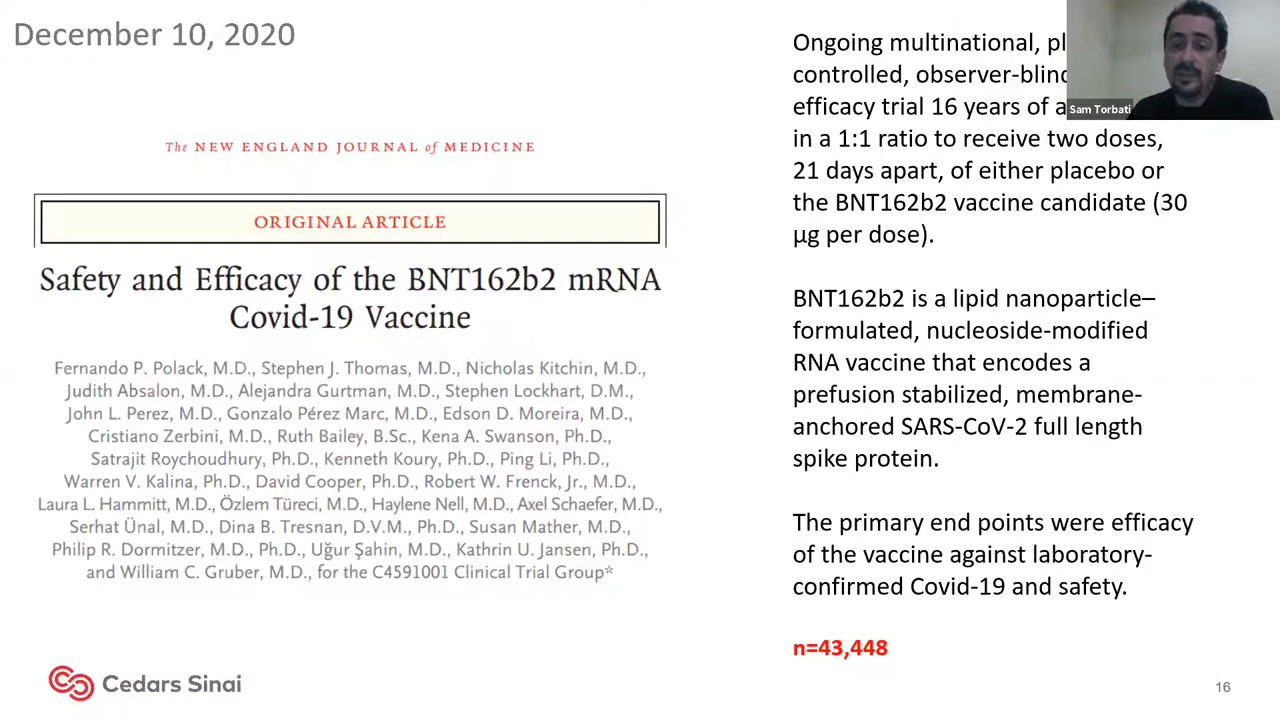 December 10, 2020
The NEW ENGLAND JOURNAL of MEDICINE
ORIGINAL ARTICLE
Safety and Efficacy of the BNT162b2 mRNA
Covid-19 Vaccine
Fernando P. Polack, M.D., Stephen J. Thomas, M.D., Nicholas Kitchin, M.D.,
Judith Absalon, M.D., Alejandra Gurtman, M.D., Stephen Lockhart, D.M.,
John L. Perez, M.D., Gonzalo Pérez Marc, M.D., Edson D. Moreira, M.D.,
Cristiano Zerbini, M.D., Ruth Bailey, B.Sc., Kena A. Swanson, Ph.D.,
Satrajit Roychoudhury, Ph.D., Kenneth Koury, Ph.D., Ping Li, Ph.D.,
Warren V. Kalina, Ph.D., David Cooper, Ph.D., Robert W. Frenck, Jr., M.D.,
Laura L. Hammitt, M.D., Özlem Türeci, M.D., Haylene Nell, M.D., Axel Schaefer, M.D.,
Serhat Ünal, M.D., Dina B. Tresnan, D.V.M., Ph.D., Susan Mather, M.D.,
Philip R. Dormitzer, M.D., Ph.D., Uğur Şahin, M.D., Kathrin U. Jansen, Ph.D.,
and William C. Gruber, M.D., for the C4591001 Clinical Trial Group*
Cedars Sinai
Ongoing multinational,
controlled,
efficacy trial 16 years of
in a 1:1 ratio to receive two doses,
21 days apart, of either placebo or
the BNT162b2 vaccine candidate (30
μg per dose).
BNT162b2 is a lipid nanoparticle–
formulated, nucleoside-modified
RNA vaccine that encodes a
prefusion stabilized, membrane-
anchored SARS-CoV-2 full length
spike protein.
The primary end points were efficacy
of the vaccine against laboratory-
confirmed Covid-19 and safety.
n=43,448
Sam Torbati
16